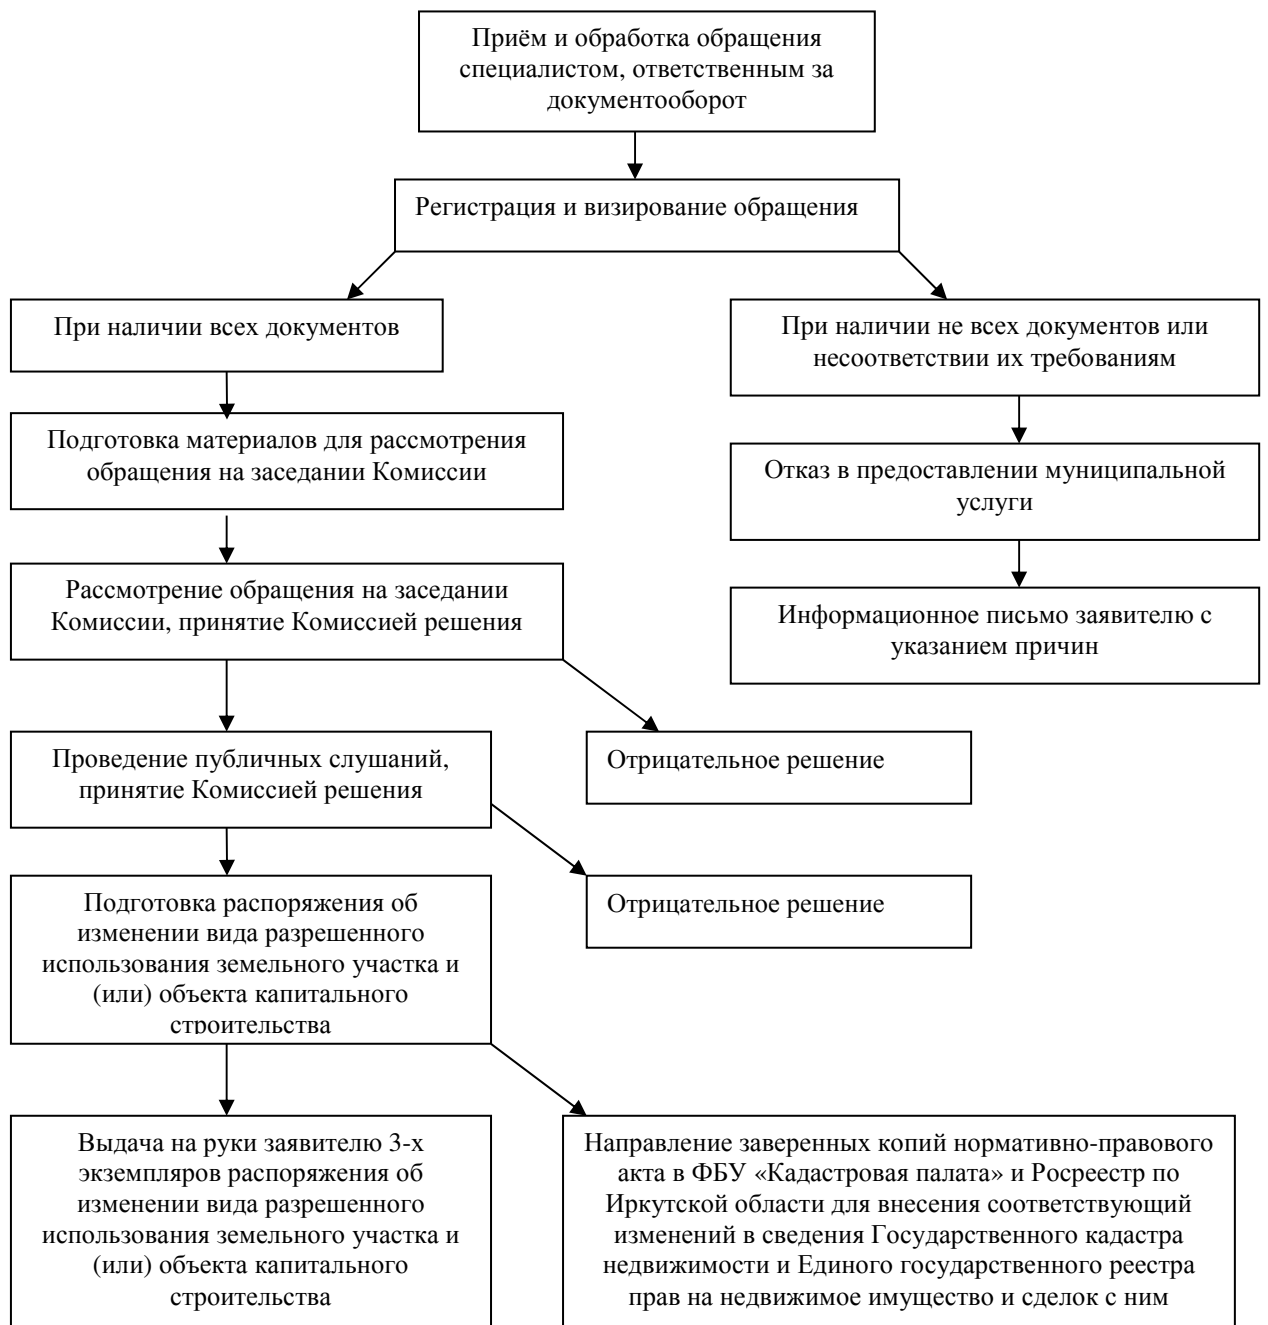 Приём и обработка обращения
специалистом, ответственным за
документооборот
Регистрация и визирование обращения
При наличии всех документов
При наличии не всех документов или
несоответствии их требованиям
Подготовка материалов для рассмотрения
обращения на заседании Комиссии
Отказ в предоставлении муниципальной
услуги
Рассмотрение обращения на заседании
Комиссии, принятие Комиссией решения
Информационное письмо заявителю с
указанием причин
Проведение публичных слушаний,
принятие Комиссией решения
Отрицательное решение
Подготовка распоряжения об
изменении вида разрешенного
использования земельного участка и
(или) объекта капитального
строительства
Отрицательное решение
Выдача на руки заявителю 3-х
экземпляров распоряжения об
изменении вида разрешенного
использования земельного участка и
(или) объекта капитального
строительства
Направление заверенных копий нормативно-правового
акта в ФБУ «Кадастровая палата» и Росреестр по
Иркутской области для внесения соответствующий
изменений в сведения Государственного кадастра
недвижимости и Единого государственного реестра
прав на недвижимое имущество и сделок с ним